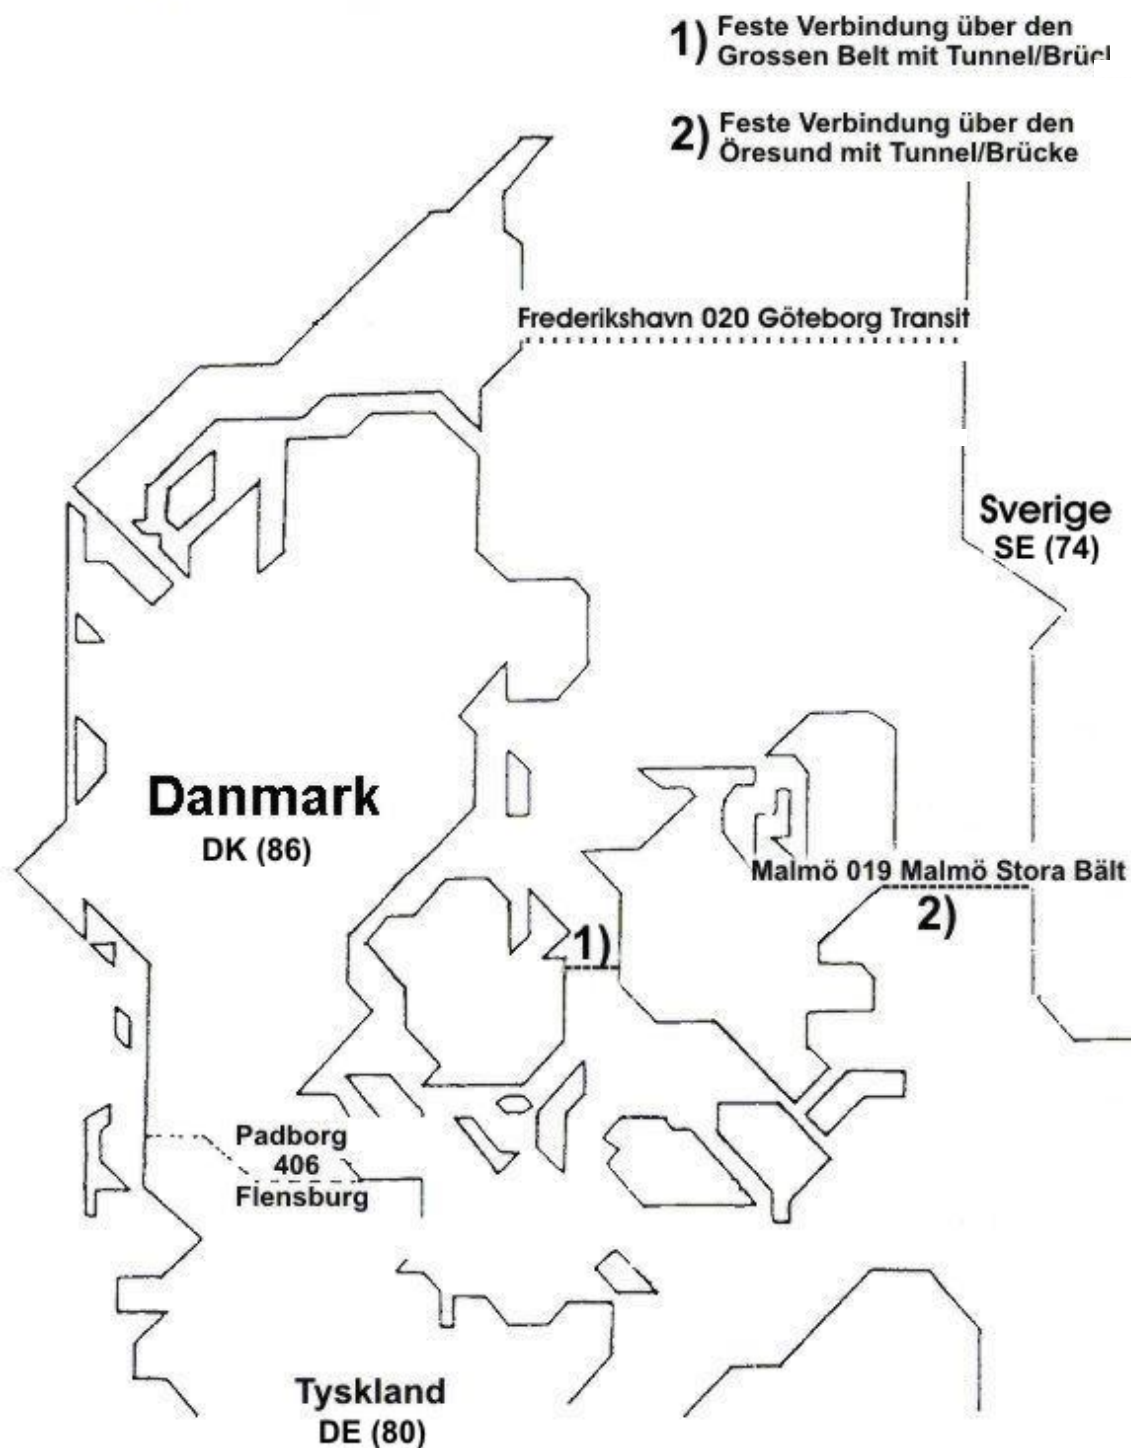 1) Feste Verbindung über den
Grossen Belt mit Tunnel/Brück
2) Feste Verbindung über den
Öresund mit Tunnel/Brücke
Frederikshavn 020 Göteborg Transit
Sverige
SE (74)
Danmark
DK (86)
Malmö 019 Malmö Stora Bält
2)
1)
Padborg
406
Flensburg
Tyskland
DE (80)